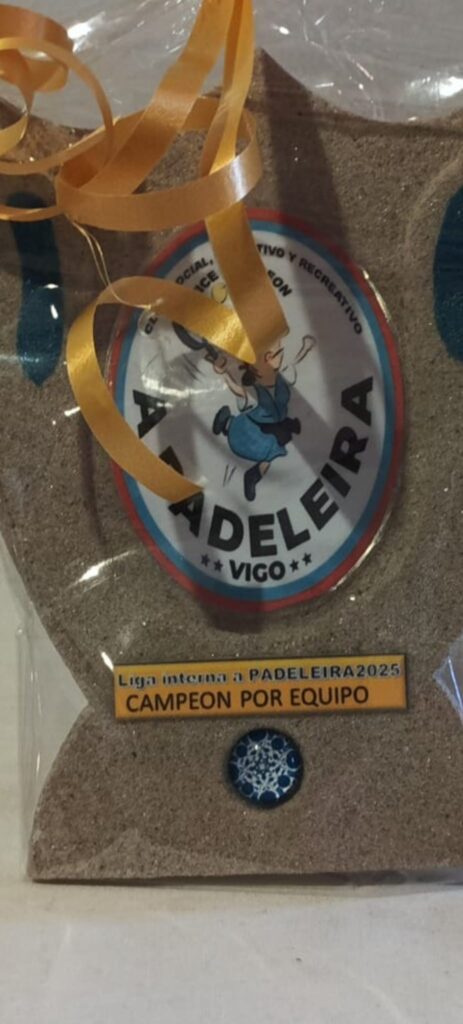 SOCIAL, 
TIVO Y RECREATIVO
A PADELEIRA
★★ VIGO ★★
Liga interna a PADELEIRA2025
CAMPEON POR EQUIPO